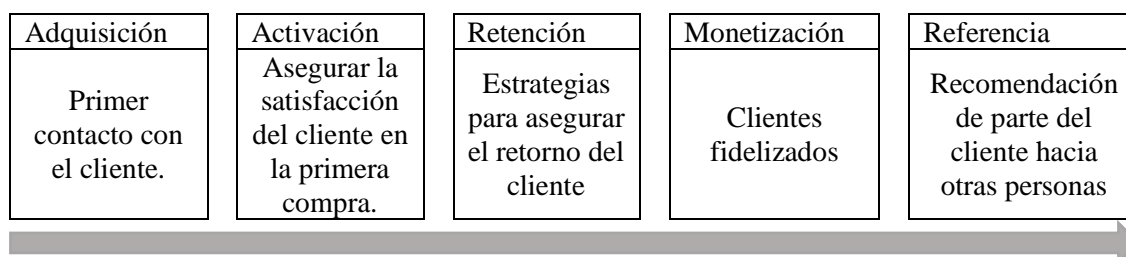 Adquisición
Primer
contacto con
el cliente.
Activación
Asegurar la
satisfacción
del cliente en
la primera
compra.
Retención
Estrategias
para asegurar
el retorno del
cliente
Monetización
Clientes
fidelizados
Referencia
Recomendación
de parte del
cliente hacia
otras personas